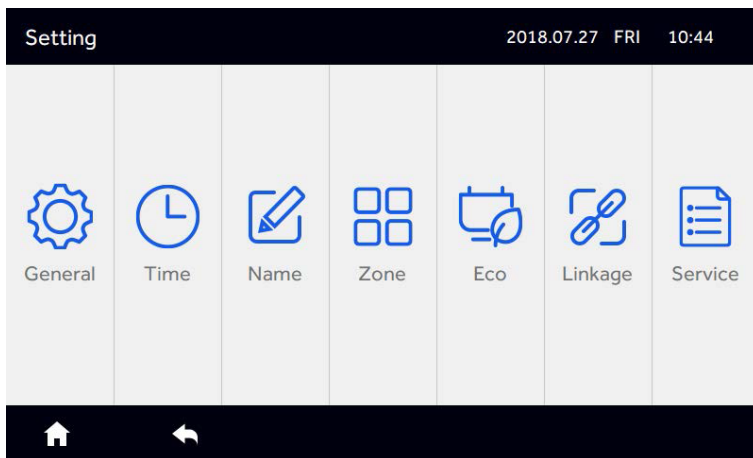 Setting 2018.07.27 FRI 10:44
General Time Name Zone Eco Linkage Service